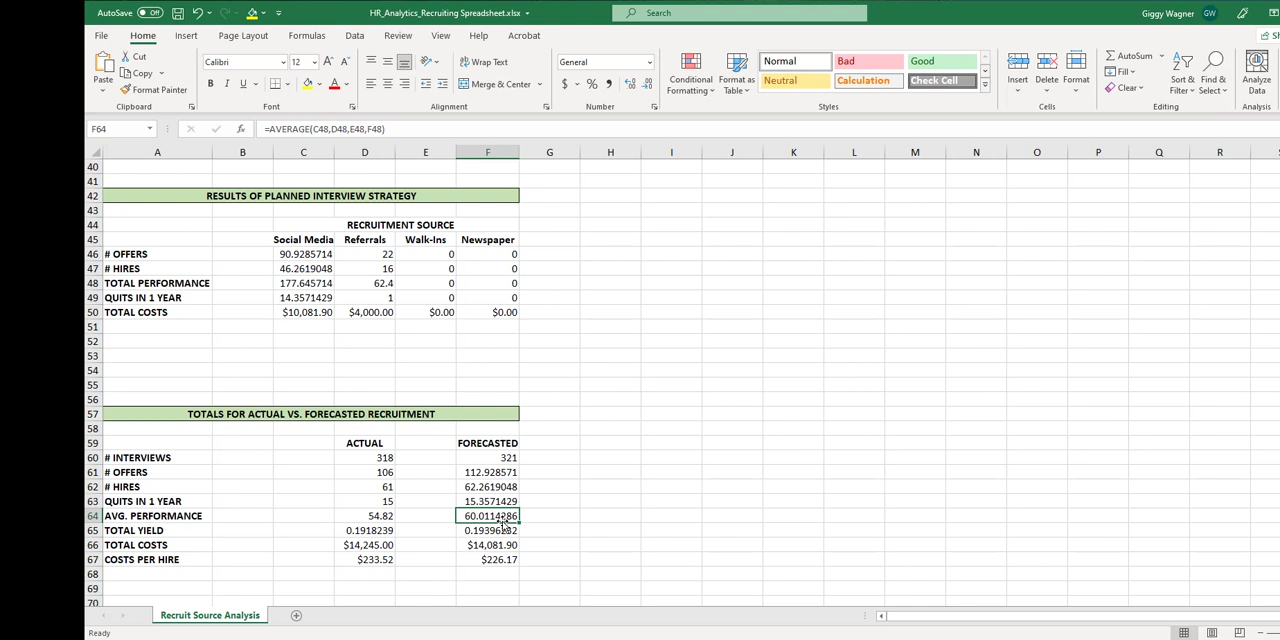 AutoSave Off HR_Analytics_Recruiting Spreadsheet.xlsx Search Giggy Wagner GW
File Home Insert Page Layout Formulas Data Review View Help Acrobat
Paste Cut Copy Format Painter Clipboard
Calibri 12 A A B I U A Font
Wrap Text Merge & Center Alignment
General $ % , Number
Conditional Formatting Format as Table Normal Bad Good Neutral Calculation Check Cell Styles
Insert Delete Format Cells
AutoSum Fill Clear Sort & Filter Find & Select Editing
Analyze Data Analysis
F64 fx =AVERAGE(C48,D48,E48,F48)
A B C D E F G H I J K L M N O P Q R
40
41
42 RESULTS OF PLANNED INTERVIEW STRATEGY
43
44 RECRUITMENT SOURCE
45 Social Media Referrals Walk-Ins Newspaper
46 # OFFERS 90.9285714 22 0 0
47 # HIRES 46.2619048 16 0 0
48 TOTAL PERFORMANCE 177.645714 62.4 0 0
49 QUITS IN 1 YEAR 14.3571429 1 0 0
50 TOTAL COSTS $10,081.90 $4,000.00 $0.00 $0.00
51
52
53
54
55
56
57 TOTALS FOR ACTUAL VS. FORECASTED RECRUITMENT
58
59 ACTUAL FORECASTED
60 # INTERVIEWS 318 321
61 # OFFERS 106 112.928571
62 # HIRES 61 62.2619048
63 QUITS IN 1 YEAR 15 15.3571429
64 AVG. PERFORMANCE 54.82 60.0114286
65 TOTAL YIELD 0.1918239
66 TOTAL COSTS $14,245.00 $14,081.90
67 COSTS PER HIRE $233.52 $226.17
68
69
70
Recruit Source Analysis
Ready